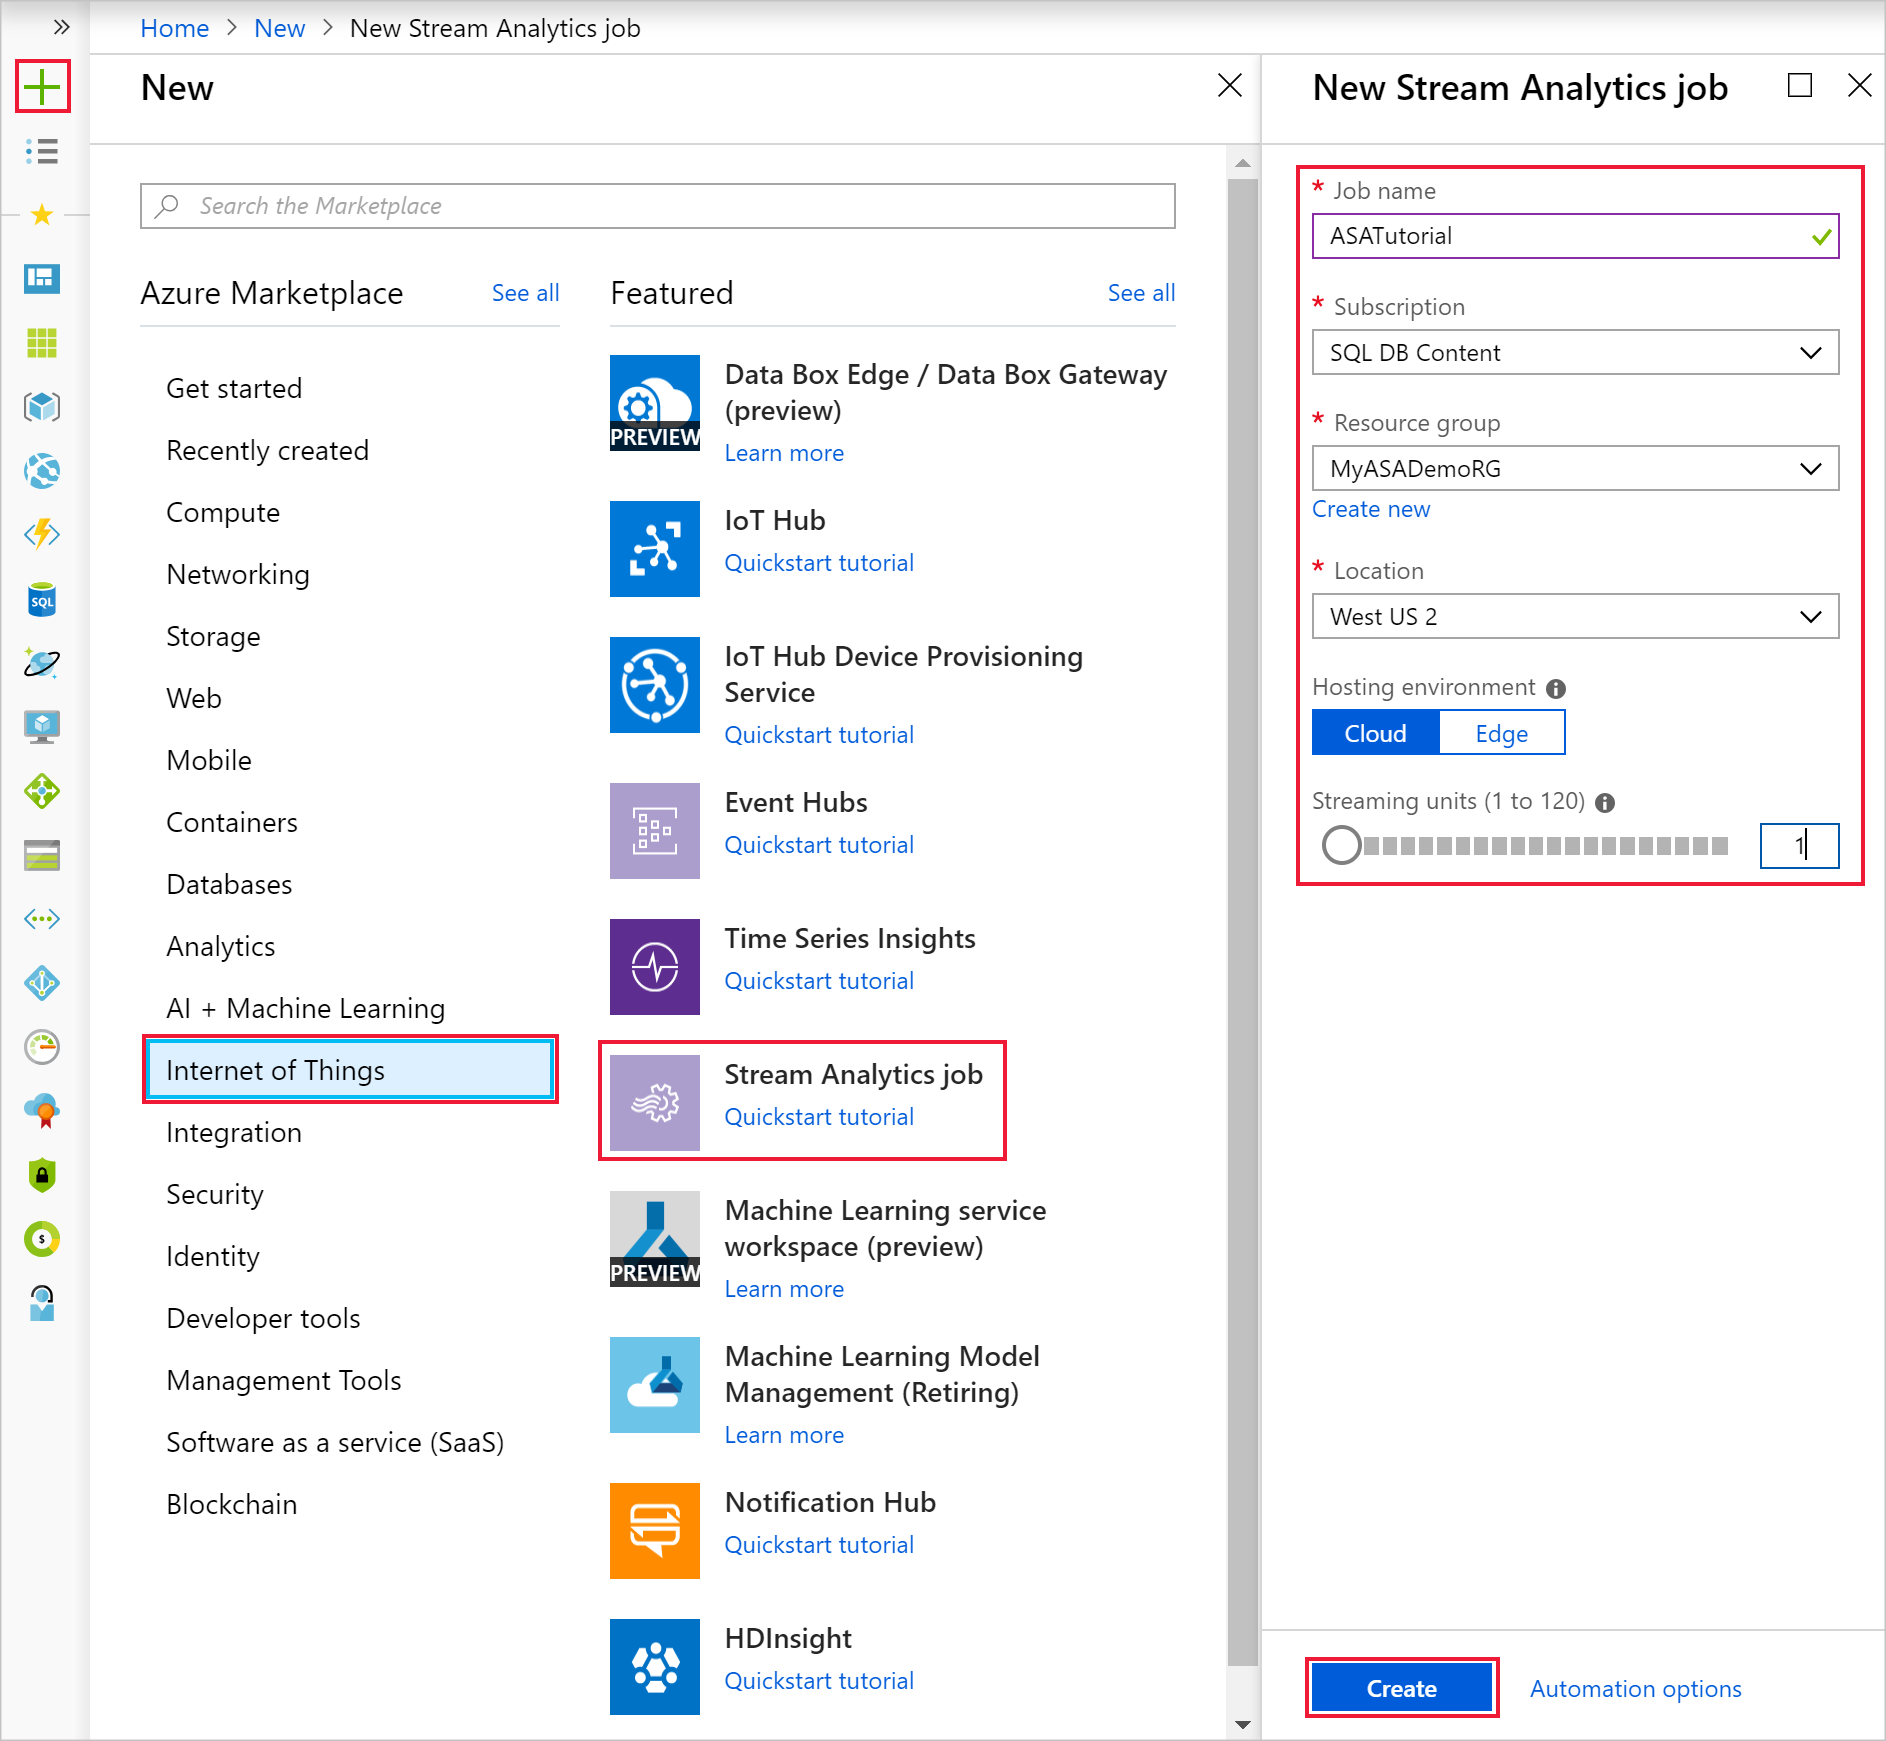 Home > New > New Stream Analytics job
New
Search the Marketplace
Azure Marketplace
See all
Get started
Recently created
Compute
Networking
Storage
Web
Mobile
Containers
Databases
Analytics
AI + Machine Learning
Internet of Things
Integration
Security
Identity
Developer tools
Management Tools
Software as a service (SaaS)
Blockchain
Featured
See all
PREVIEW
Data Box Edge / Data Box Gateway
(preview)
Learn more
IoT Hub
Quickstart tutorial
IoT Hub Device Provisioning
Service
Quickstart tutorial
Event Hubs
Quickstart tutorial
Time Series Insights
Quickstart tutorial
Stream Analytics job
Quickstart tutorial
PREVIEW
Machine Learning service
workspace (preview)
Learn more
Machine Learning Model
Management (Retiring)
Learn more
Notification Hub
Quickstart tutorial
HDInsight
Quickstart tutorial
SQL
$
New Stream Analytics job
* Job name
ASATutorial
* Subscription
SQL DB Content
* Resource group
MyASADemoRG
Create new
* Location
West US 2
Hosting environment
Cloud
Edge
Streaming units (1 to 120)
1
Create
Automation options